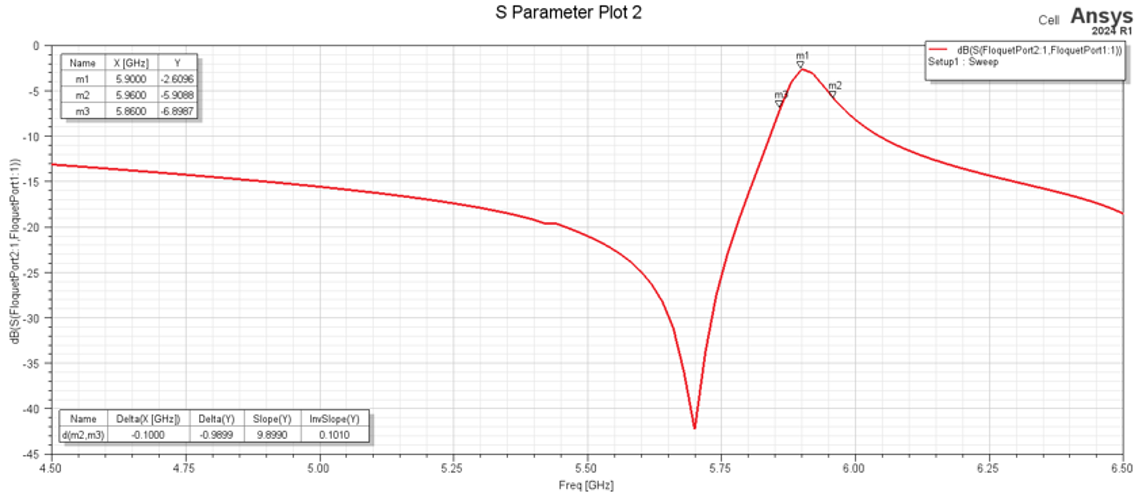 S Parameter Plot 2
Cell Ansys
2024 R1
dB(S(FloquetPort2:1,FloquetPort1:1))
Setup1 : Sweep
Name X [GHz] Y
m1 5.9000 -2.6096
m2 5.9600 -5.9088
m3 5.8600 -6.8987
m1
m2
m3
dB(S(FloquetPort2:1,FloquetPort1:1))
0
-5
-10
-15
-20
-25
-30
-35
-40
-45
Name Delta(X [GHz]) Delta(Y) Slope(Y) InvSlope(Y)
d(m2,m3) -0.1000 -0.9899 9.8990 0.1010
4.50 4.75 5.00 5.25 5.50 5.75 6.00 6.25 6.50
Freq [GHz]